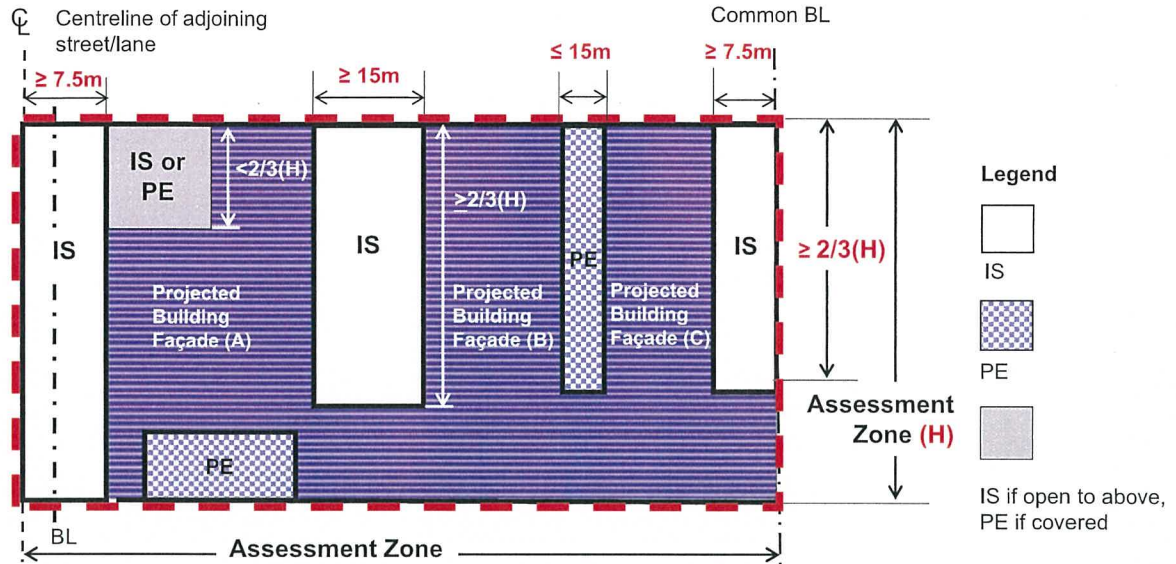 ℄ Centreline of adjoining
street/lane
Common BL
≥ 7.5m
≥ 15m
≤ 15m
≥ 7.5m
IS or
PE
<2/3(H)
≥2/3(H)
IS
IS
PE
IS
≥ 2/3(H)
Projected
Building
Façade (A)
Projected
Building
Façade (B)
Projected
Building
Façade (C)
PE
Assessment
Zone (H)
BL
Assessment Zone
Legend
IS
PE
IS if open to above,
PE if covered